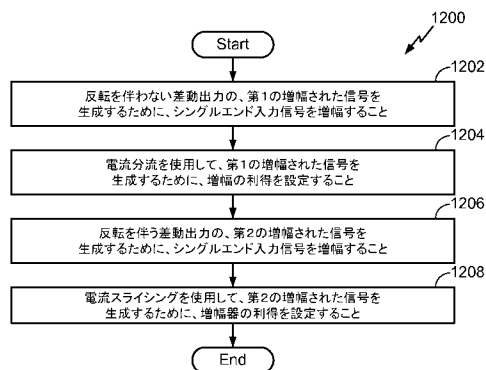 1200
Start
1202
反転を伴わない差動出力の、第1の増幅された信号を
生成するために、シングルエンド入力信号を増幅すること
1204
電流分流を使用して、第1の増幅された信号を
生成するために、増幅の利得を設定すること
1206
反転を伴う差動出力の、第2の増幅された信号を
生成するために、シングルエンド入力信号を増幅すること
1208
電流スライシングを使用して、第2の増幅された信号を
生成するために、増幅器の利得を設定すること
End